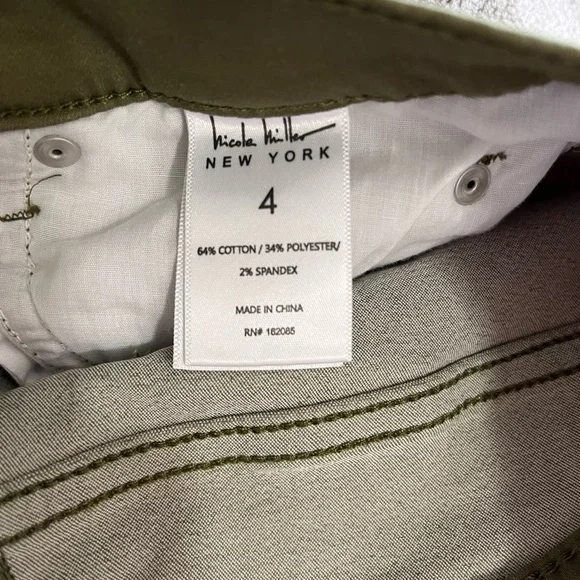 nicole miller
NEW YORK
4
64% COTTON / 34% POLYESTER/
2% SPANDEX
MADE IN CHINA
RN# 162085